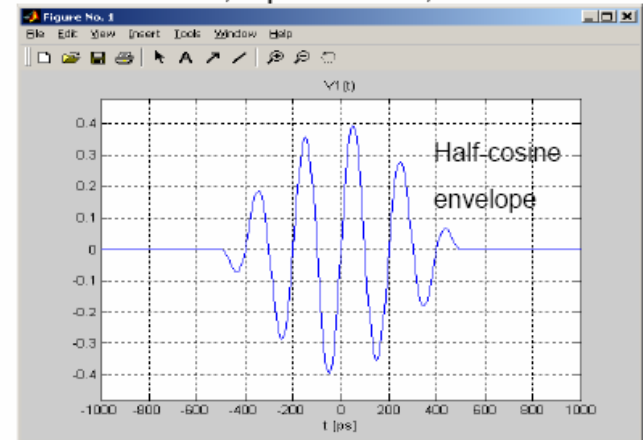 Figure No. 1
File Edit View Insert Tools Window Help
V1(t)
0.4
0.3
0.2
0.1
0
-0.1
-0.2
-0.3
-0.4
Half-cosine
envelope
-1000 -800 -600 -400 -200 0 200 400 600 800 1000
t [ps]